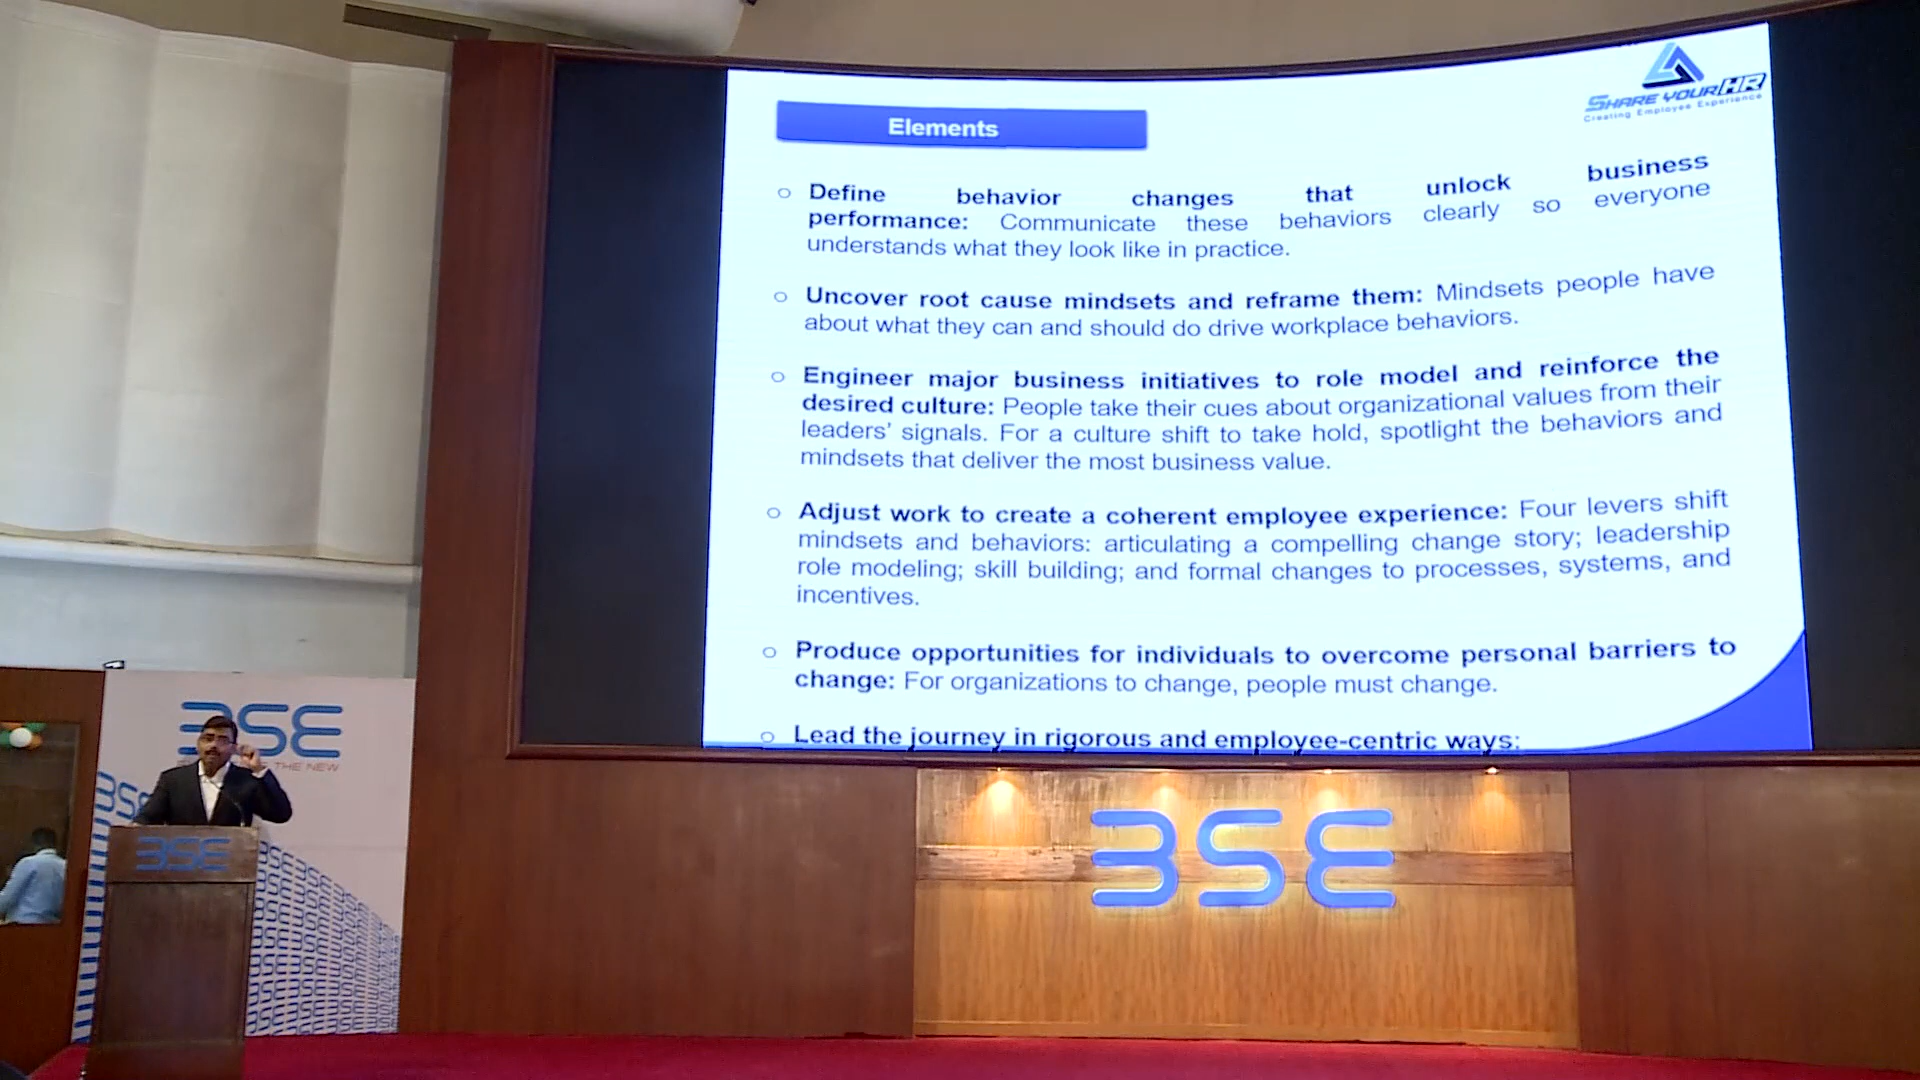 SHARE YOUR HR
Creating Employee Experience
Elements
Define behavior changes that unlock business
performance: Communicate these behaviors clearly so everyone
understands what they look like in practice.
Uncover root cause mindsets and reframe them: Mindsets people have
about what they can and should do drive workplace behaviors.
Engineer major business initiatives to role model and reinforce the
desired culture: People take their cues about organizational values from their
leaders’ signals. For a culture shift to take hold, spotlight the behaviors and
mindsets that deliver the most business value.
Adjust work to create a coherent employee experience: Four levers shift
mindsets and behaviors: articulating a compelling change story; leadership
role modeling; skill building; and formal changes to processes, systems, and
incentives.
Produce opportunities for individuals to overcome personal barriers to
change: For organizations to change, people must change.
Lead the journey in rigorous and employee-centric ways:
BSE
THE NEW
BSE
BSE